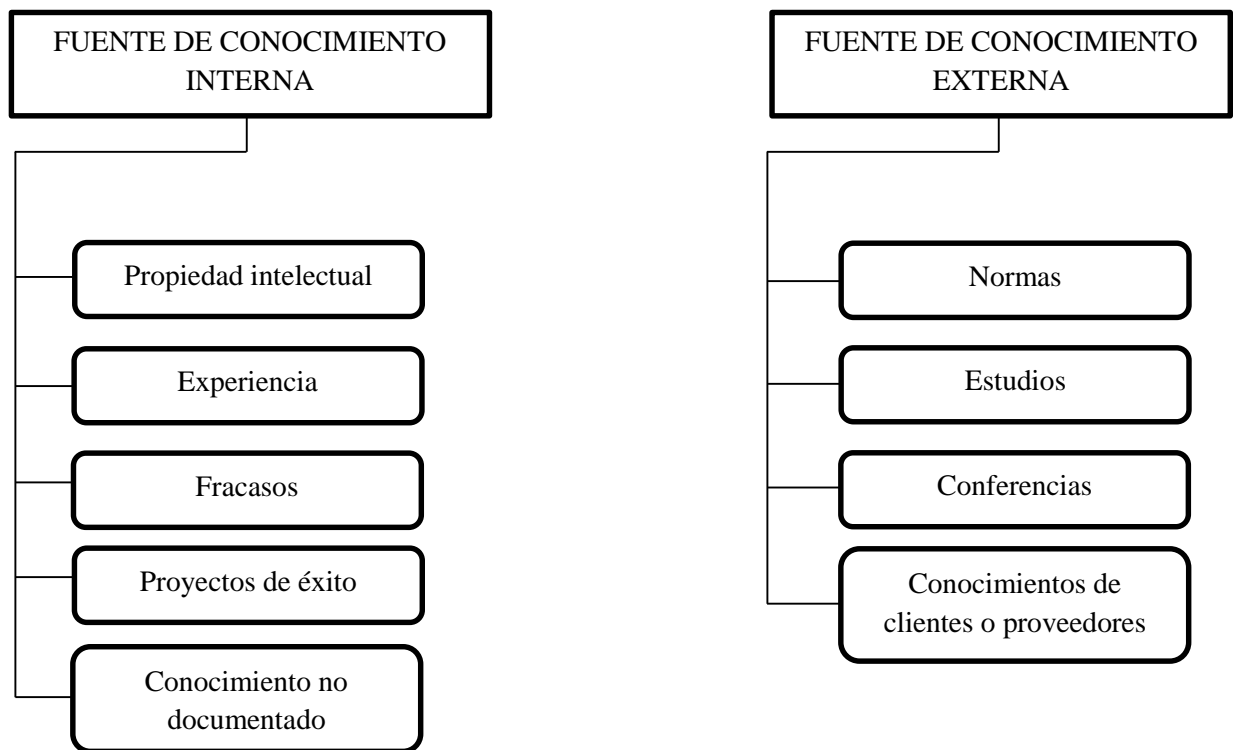 FUENTE DE CONOCIMIENTO
INTERNA
Propiedad intelectual
Experiencia
Fracasos
Proyectos de éxito
Conocimiento no
documentado
FUENTE DE CONOCIMIENTO
EXTERNA
Normas
Estudios
Conferencias
Conocimientos de
clientes o proveedores